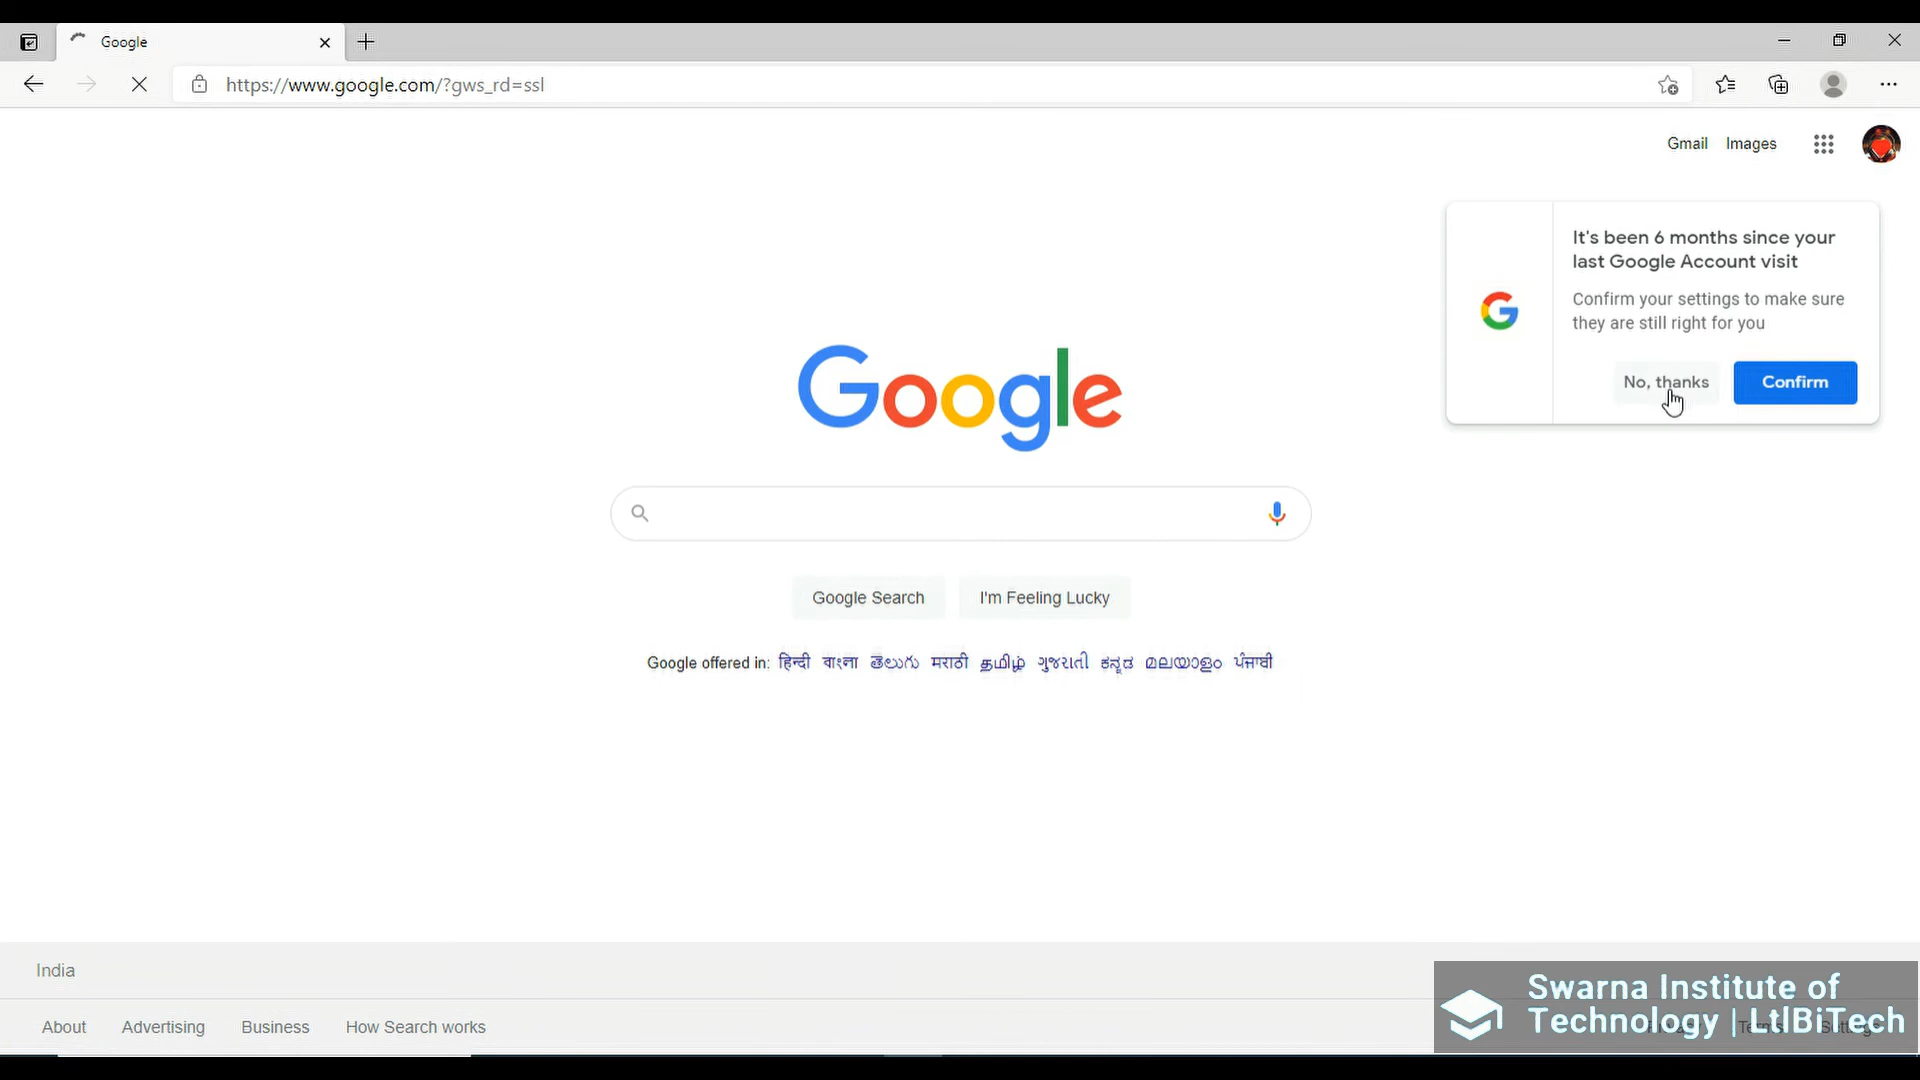 Google
https://www.google.com/?gws_rd=ssl
Gmail Images
It's been 6 months since your
last Google Account visit
Confirm your settings to make sure
they are still right for you
No, thanks Confirm
Google
Google Search I'm Feeling Lucky
Google offered in: हिन्दी বাংলা తెలుగు मराठी தமிழ் ગુજરાતી ಕನ್ನಡ മലയാളം ਪੰਜਾਬੀ
India
About Advertising Business How Search works
Terms Settings
Swarna Institute of
Technology | LtlBiTech